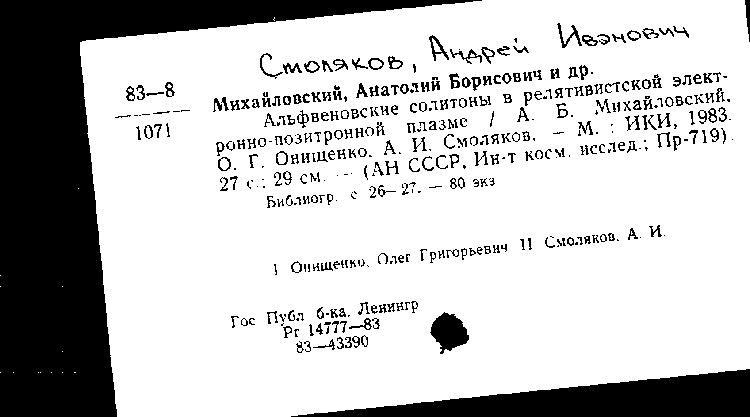 Смоляков, Андрей Иванович
83—8
1071
Михайловский, Анатолий Борисович и др.
Альфвеновские солитоны в релятивистской элект-
ронно-позитронной плазме / А. Б. Михайловский,
О. Г. Онищенко, А. И. Смоляков. — М. : ИКИ, 1983.
27 с.; 29 см. — (АН СССР, Ин-т косм. исслед.; Пр-719).
Библиогр. с 26—27. — 80 экз
I Онищенко, Олег Григорьевич II Смоляков, А. И.
Гос Публ б-ка. Ленингр
Рг 14777—83
83—43390